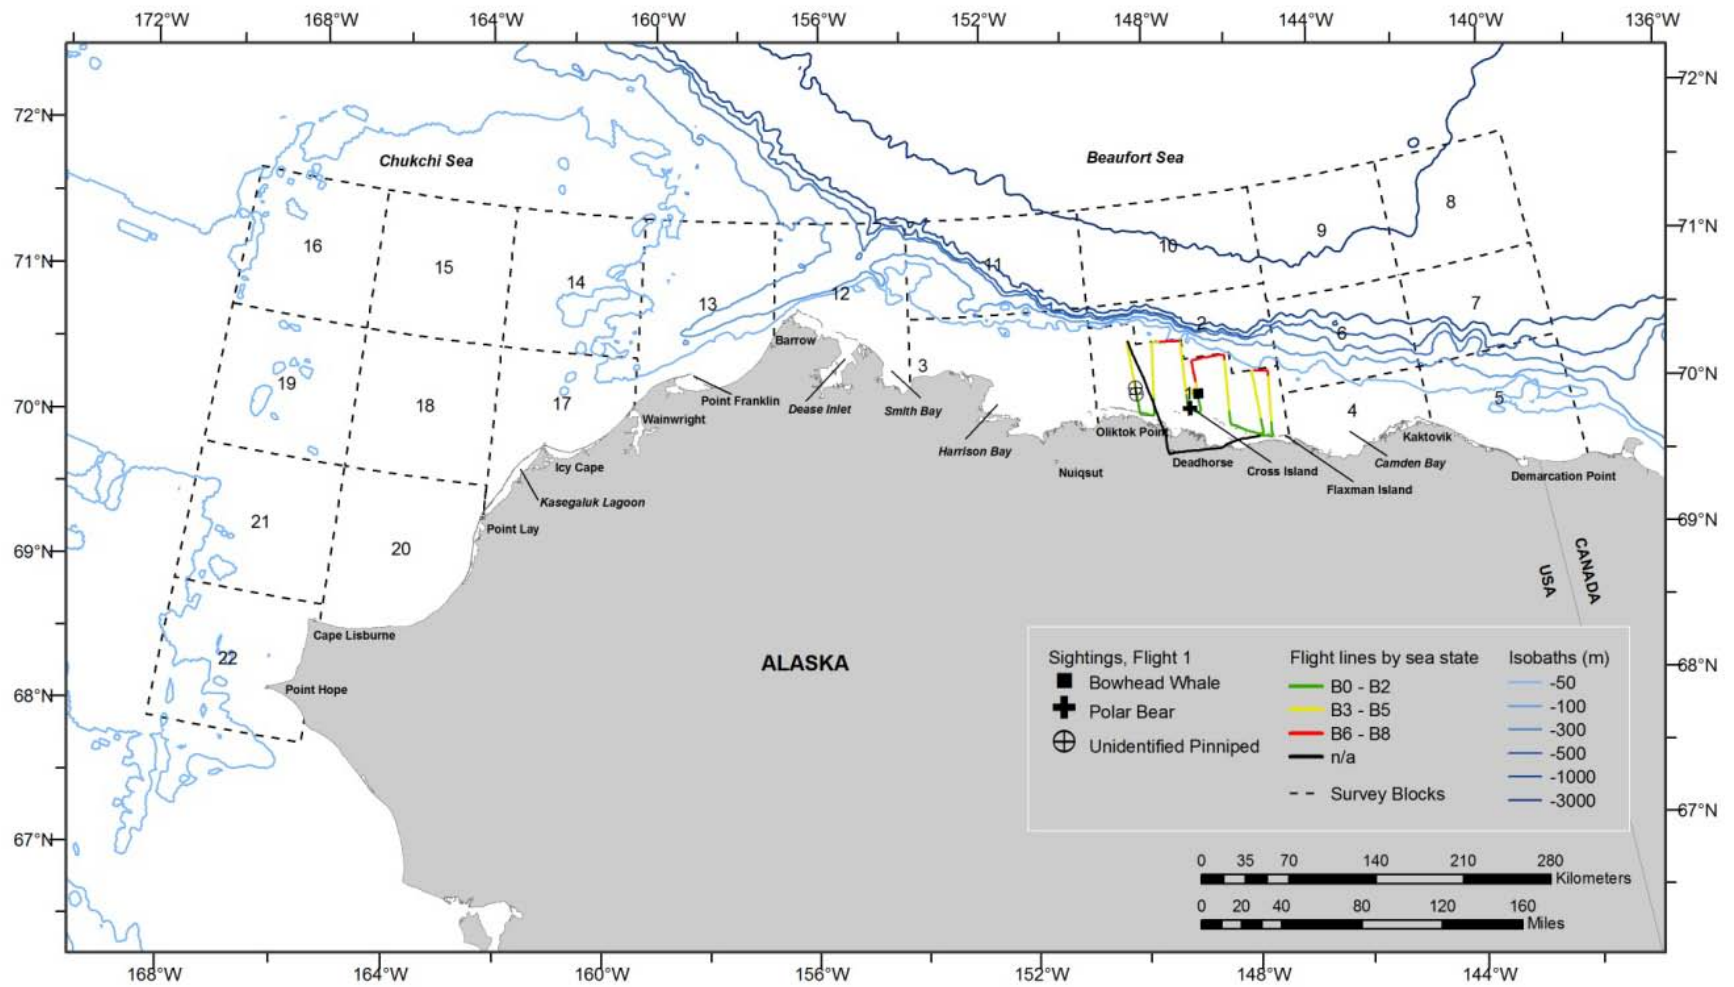 172°W 168°W 164°W 160°W 156°W 152°W 148°W 144°W 140°W 136°W
72°N 72°N
Chukchi Sea Beaufort Sea
8
9
16 10
71°N 71°N
15 11
14 12
13 7
2 6
Barrow
3 70°N
19 Point Franklin Dease Inlet Smith Bay 1 5
70°N 18 17 4
Wainwright Oliktok Point Kaktovik
Harrison Bay
Icy Cape Nuiqsut Deadhorse Cross Island Camden Bay Demarcation Point
Flaxman Island
Kasegaluk Lagoon
21 Point Lay 69°N
69°N 20
CANADA
USA
Cape Lisburne
22 ALASKA 68°N
Point Hope
68°N
Sightings, Flight 1
Bowhead Whale
Polar Bear
Unidentified Pinniped
Flight lines by sea state
B0 - B2
B3 - B5
B6 - B8
n/a
Survey Blocks
Isobaths (m)
-50
-100
-300
-500
-1000
-3000
67°N 67°N
0 35 70 140 210 280
Kilometers
0 20 40 80 120 160
Miles
168°W 164°W 160°W 156°W 152°W 148°W 144°W